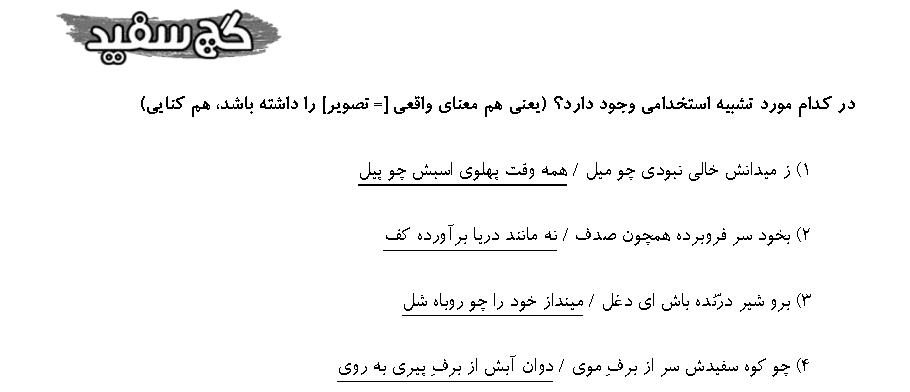 گچ سفید
در کدام مورد تشبیه استخدامی وجود دارد؟ (یعنی هم معنای واقعی [= تصویر] را داشته باشد، هم کنایی)
۱) ز میدانش خالی نبودی چو میل / همه وقت پهلوی اسبش چو پیل
۲) بخود سر فروبرده همچون صدف / نه مانند دریا برآورده کف
۳) برو شیر درّنده باش ای دغل / مینداز خود را چو روباه شل
۴) چو کوه سفیدش سر از برفِ موی / دوان آبش از برفِ پیری به روی